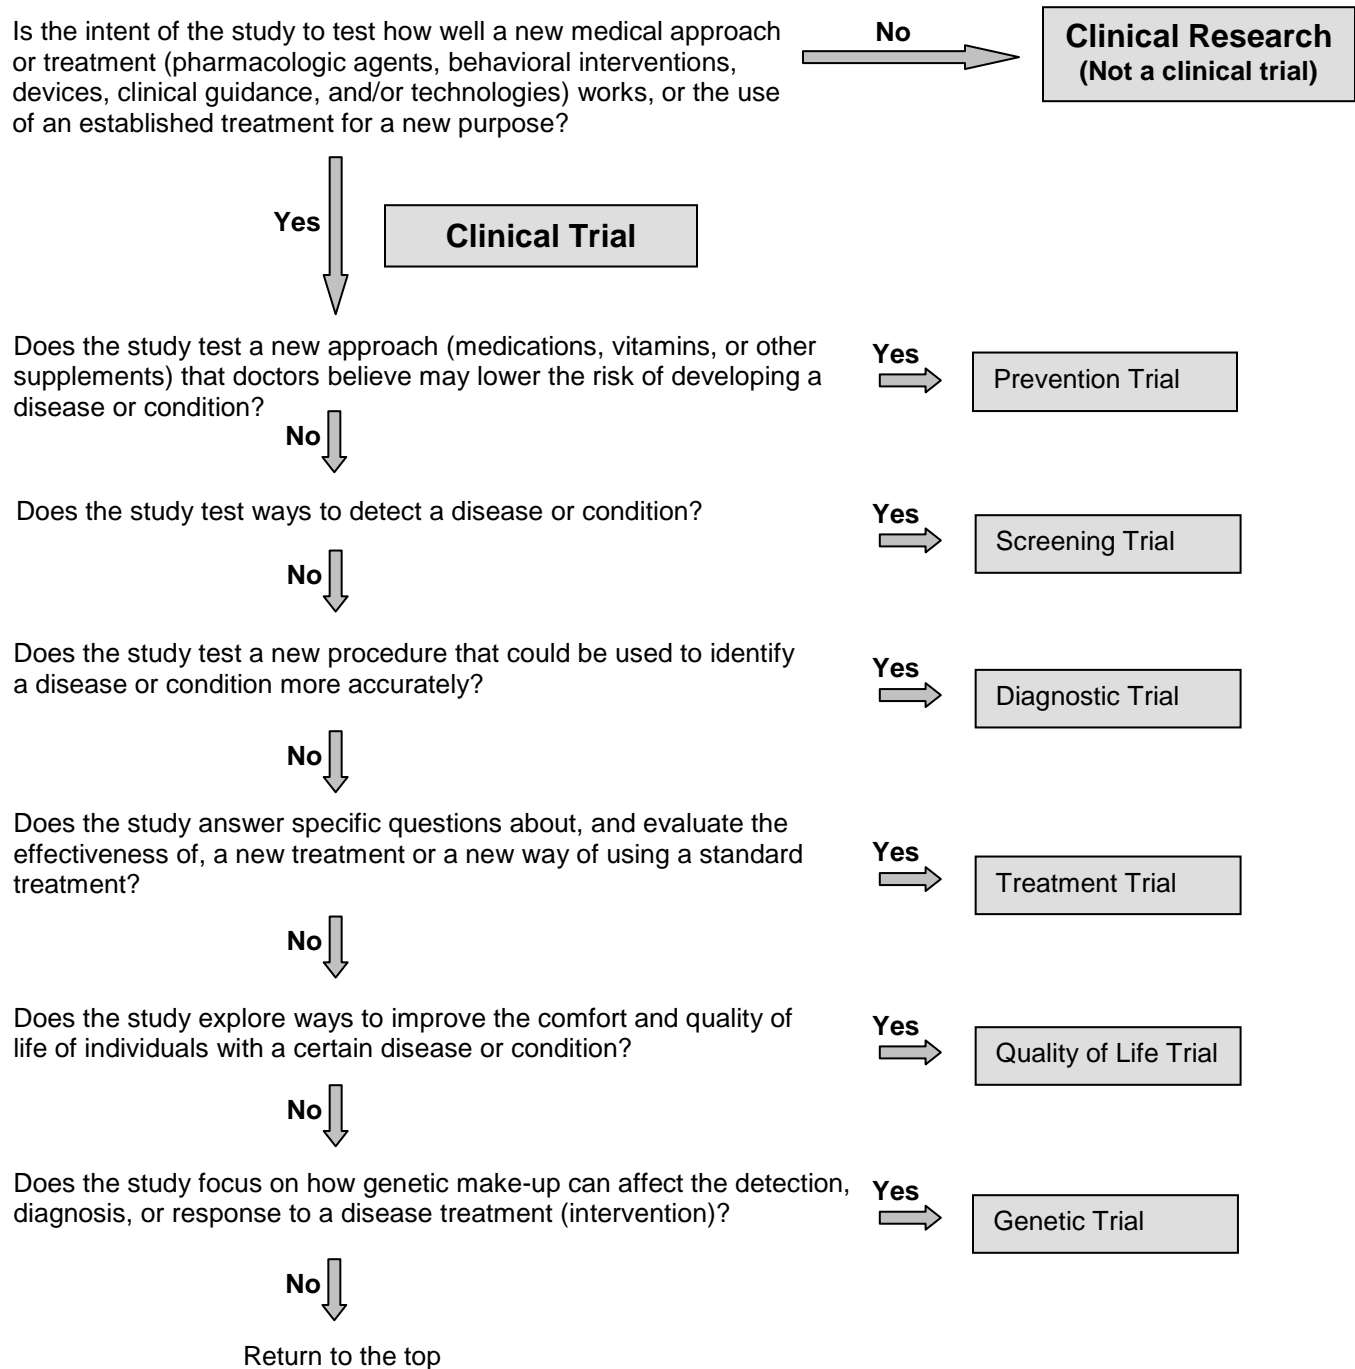 Is the intent of the study to test how well a new medical approach
or treatment (pharmacologic agents, behavioral interventions,
devices, clinical guidance, and/or technologies) works, or the use
of an established treatment for a new purpose?
No
Clinical Research
(Not a clinical trial)
Yes
Clinical Trial
Does the study test a new approach (medications, vitamins, or other
supplements) that doctors believe may lower the risk of developing a
disease or condition?
Yes
Prevention Trial
No
Does the study test ways to detect a disease or condition?
Yes
Screening Trial
No
Does the study test a new procedure that could be used to identify
a disease or condition more accurately?
Yes
Diagnostic Trial
No
Does the study answer specific questions about, and evaluate the
effectiveness of, a new treatment or a new way of using a standard
treatment?
Yes
Treatment Trial
No
Does the study explore ways to improve the comfort and quality of
life of individuals with a certain disease or condition?
Yes
Quality of Life Trial
No
Does the study focus on how genetic make-up can affect the detection,
diagnosis, or response to a disease treatment (intervention)?
Yes
Genetic Trial
No
Return to the top